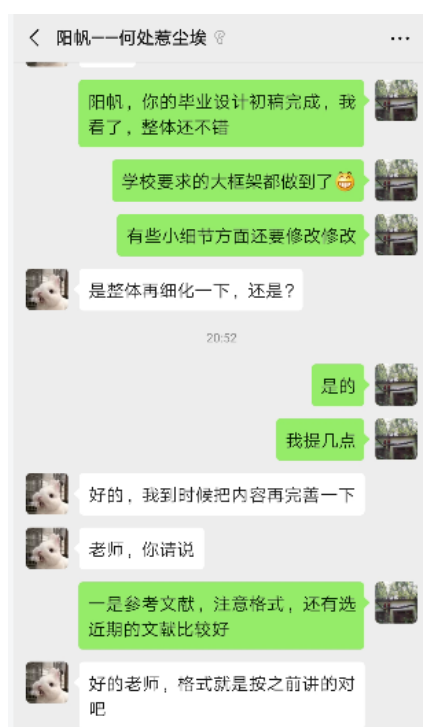 阳帆——何处惹尘埃
阳帆，你的毕业设计初稿完成，我
看了，整体还不错
学校要求的大框架都做到了😁
有些小细节方面还要修改修改
是整体再细化一下，还是？
20:52
是的
我提几点
好的，我到时候把内容再完善一下
老师，你请说
一是参考文献，注意格式，还有选
近期的文献比较好
好的老师，格式就是按之前讲的对
吧